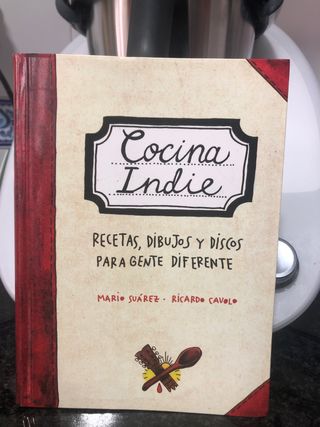 Cocina
Indie
RECETAS, DIBUJOS Y DISCOS
PARA GENTE DIFERENTE
MARIO SUÁREZ · RICARDO CAVOLO